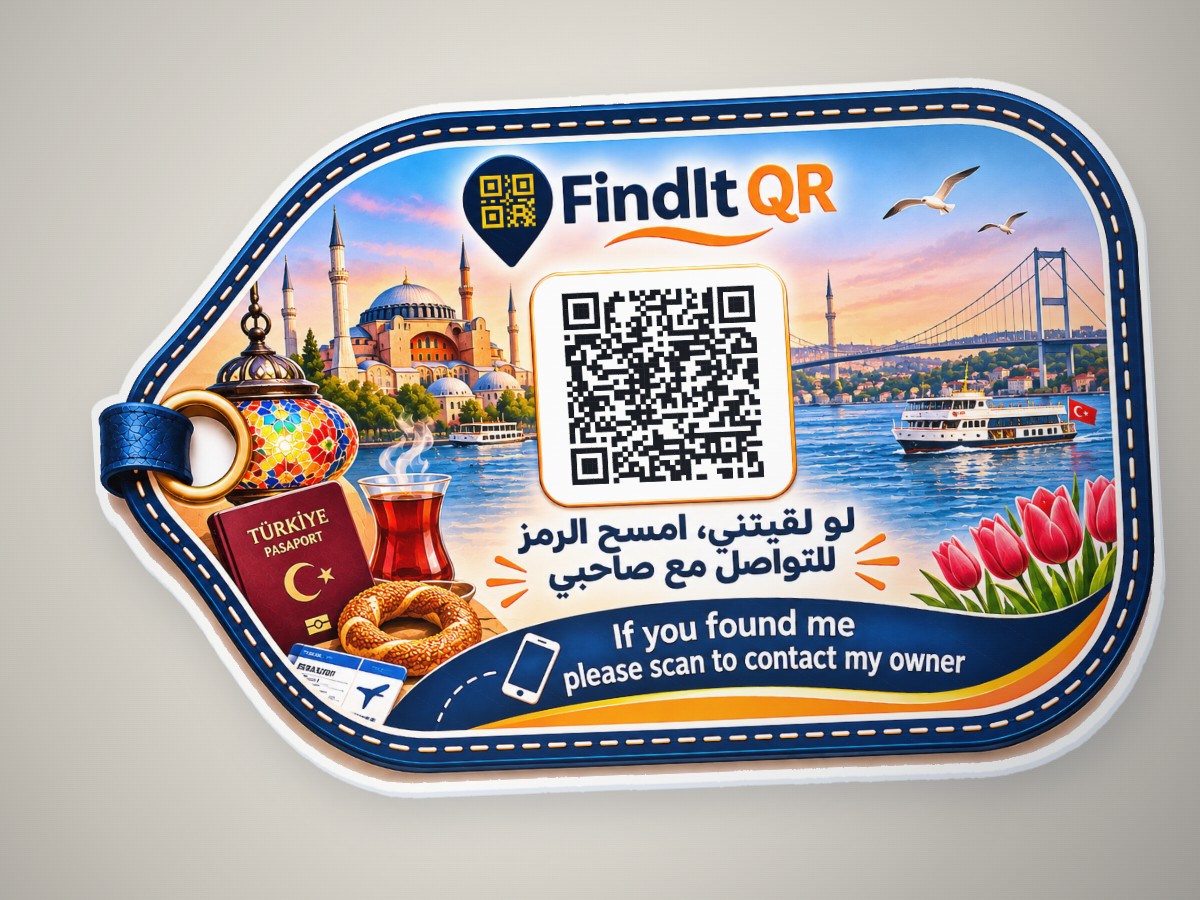 FindIt QR
لو لقيتني، امسح الرمز
للتواصل مع صاحبي
TÜRKİYE
PASAPORT
If you found me
please scan to contact my owner